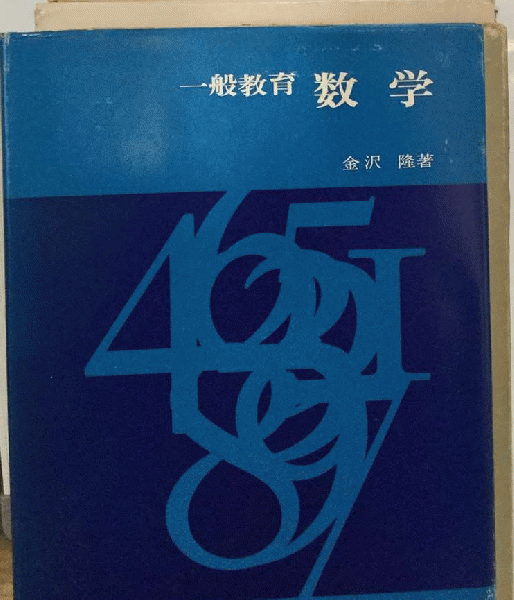 一般教育 数学
金沢 隆著